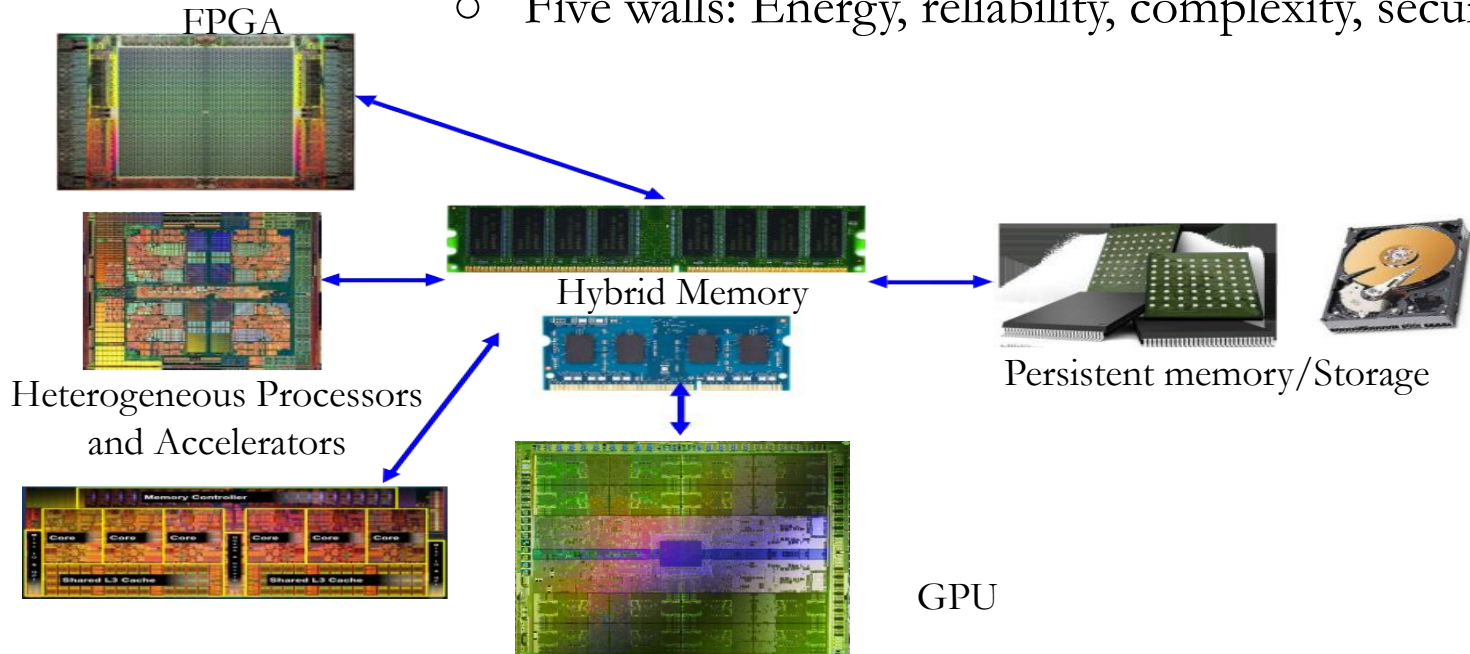 FPGA
○ Five walls: Energy, reliability, complexity, secu
Hybrid Memory
Persistent memory/Storage
Heterogeneous Processors
and Accelerators
Memory Controller
Core Core Core Core Core Core
Shared L3 Cache Shared L3 Cache
GPU